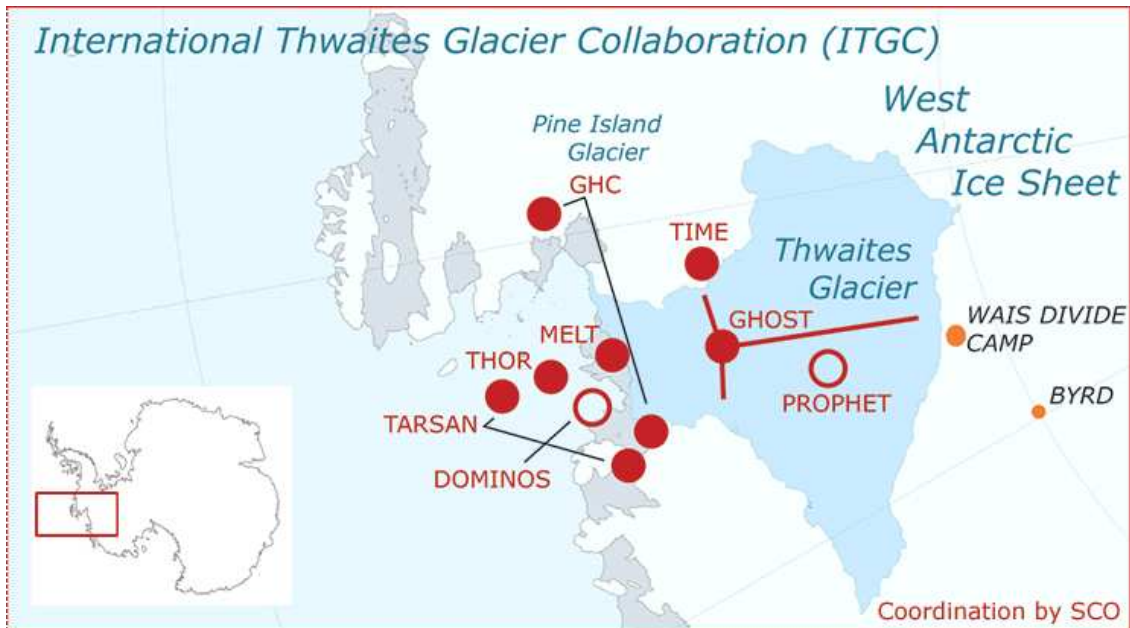 International Thwaites Glacier Collaboration (ITGC)
West
Antarctic
Ice Sheet
Pine Island
Glacier
GHC
TIME
Thwaites
Glacier
GHOST
WAIS DIVIDE
CAMP
MELT
THOR
PROPHET
BYRD
TARSAN
DOMINOS
Coordination by SCO